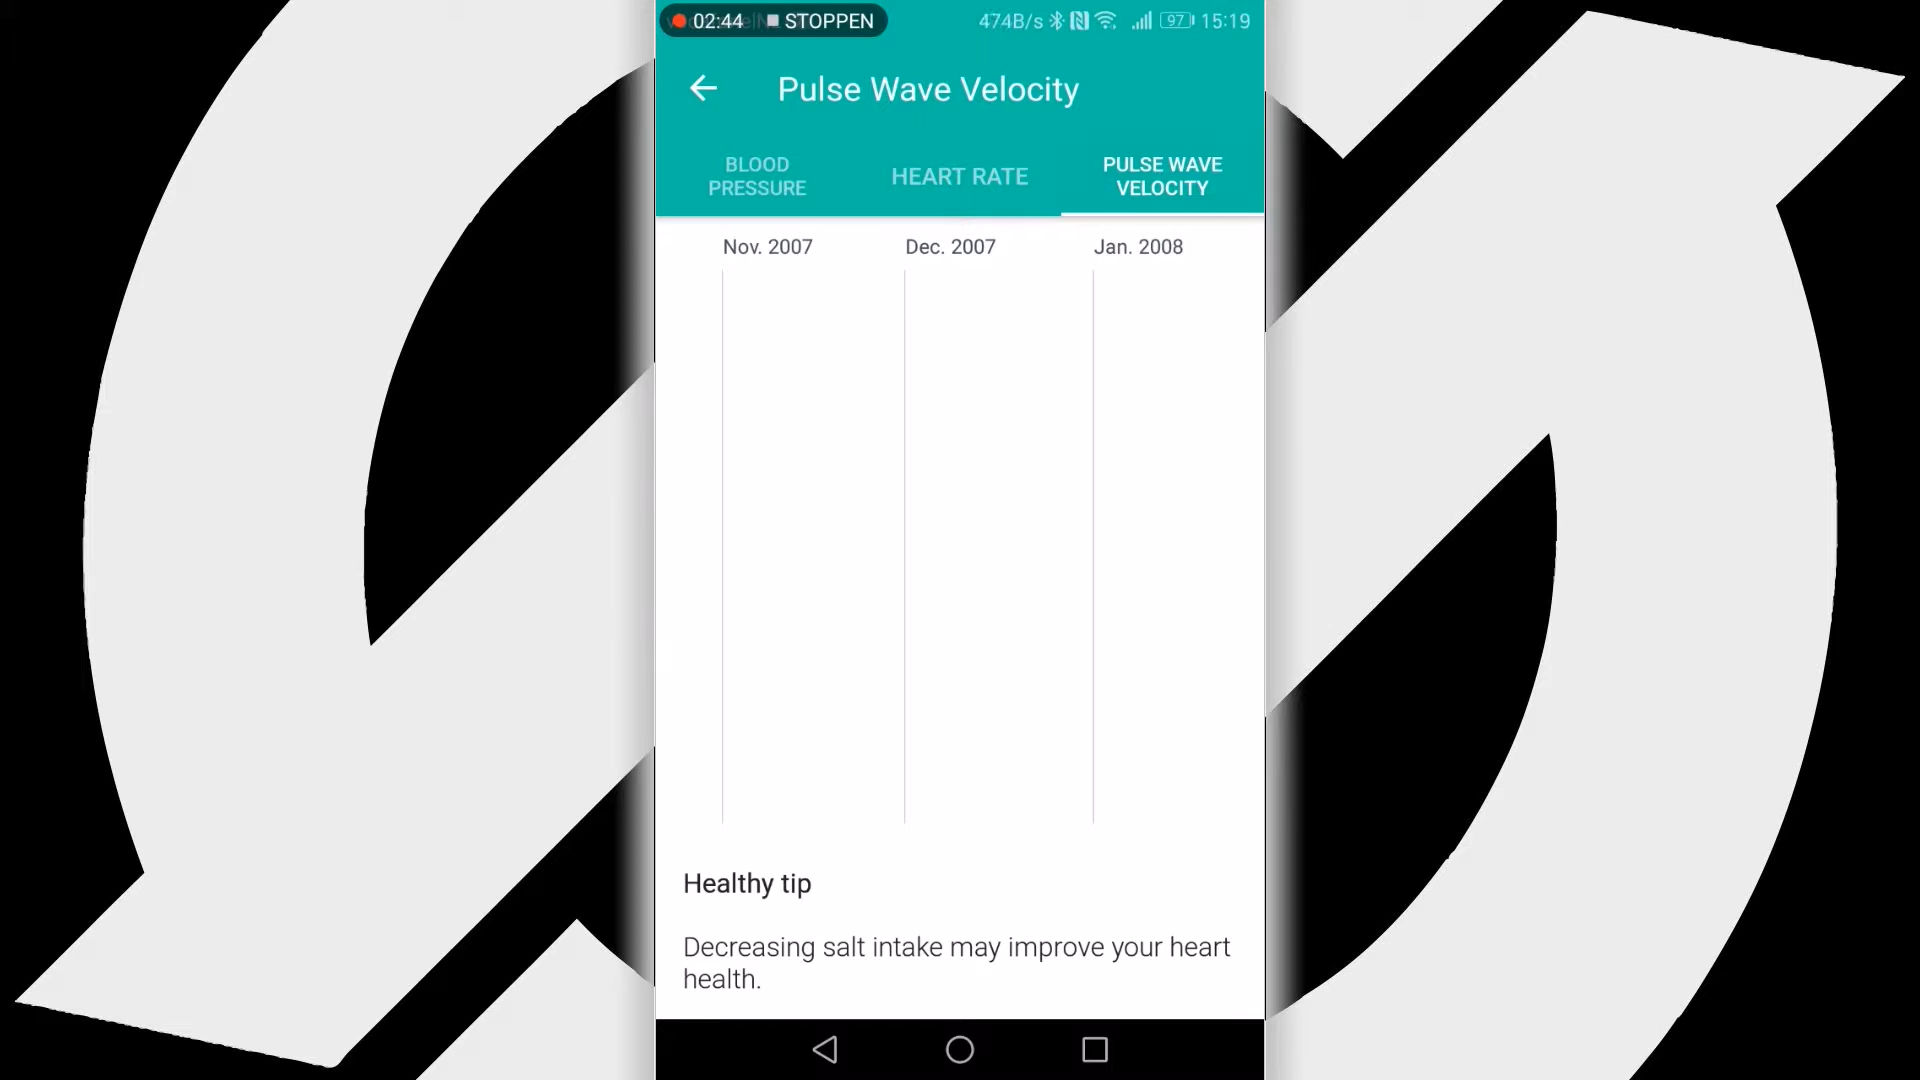 02:44 STOPPEN 474B/s 97 15:19
Pulse Wave Velocity
BLOOD
PRESSURE
HEART RATE
PULSE WAVE
VELOCITY
Nov. 2007 Dec. 2007 Jan. 2008
Healthy tip
Decreasing salt intake may improve your heart
health.